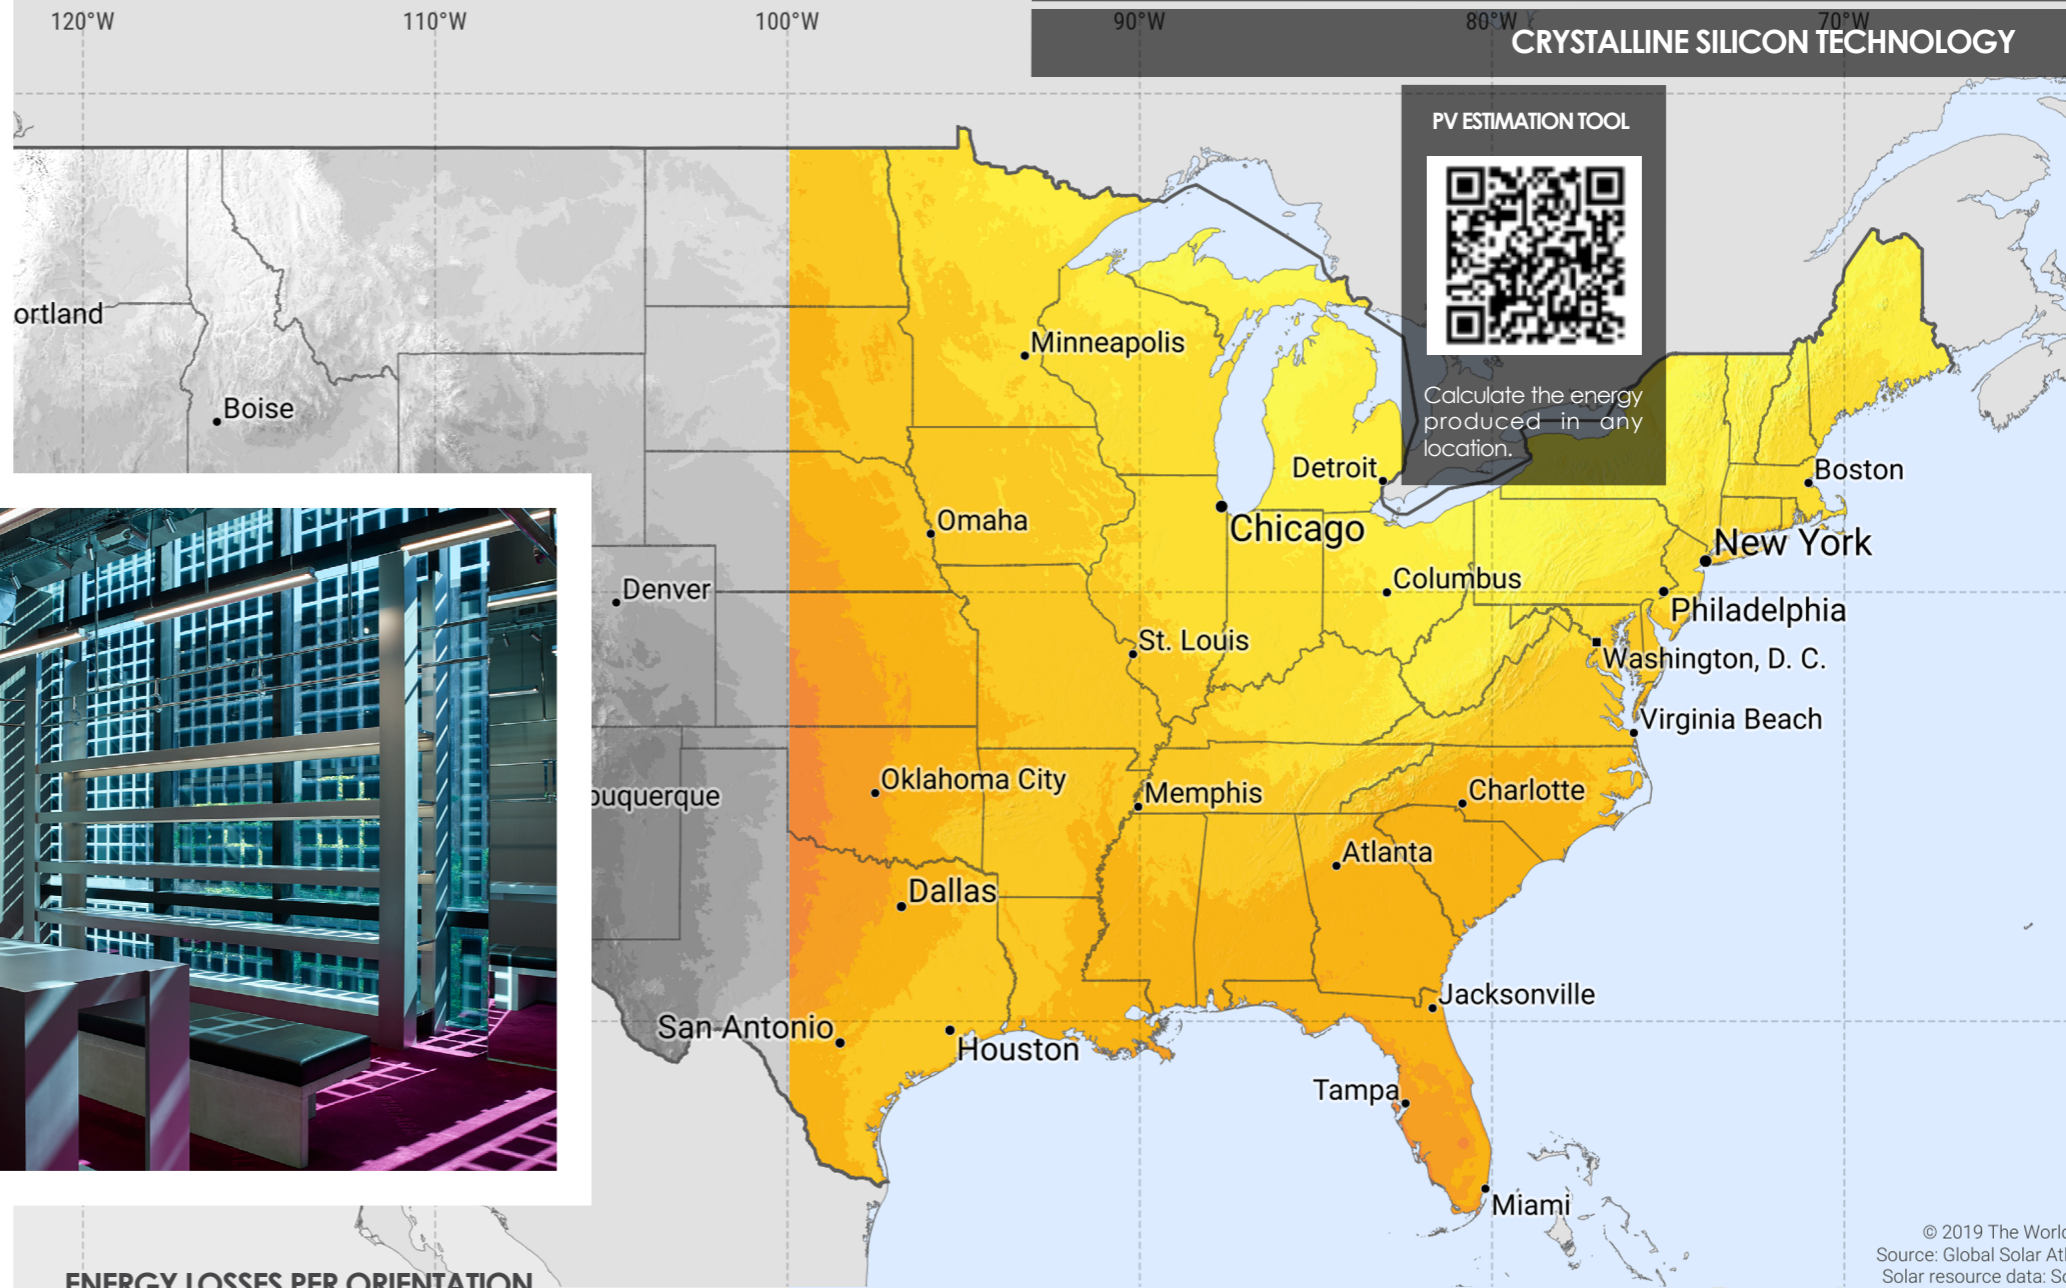 120°W
110°W
100°W
90°W
80°W
70°W
CRYSTALLINE SILICON TECHNOLOGY
PV ESTIMATION TOOL
Calculate the energy
produced in any
location.
ortland
Boise
Minneapolis
Detroit
Boston
Omaha
Chicago
New York
Denver
Columbus
Philadelphia
St. Louis
Washington, D. C.
Virginia Beach
buquerque
Oklahoma City
Memphis
Charlotte
Atlanta
Dallas
Jacksonville
San Antonio
Houston
Tampa
Miami
© 2019 The World
Source: Global Solar Atl
Solar resource data: So
ENERGY LOSSES PER ORIENTATION